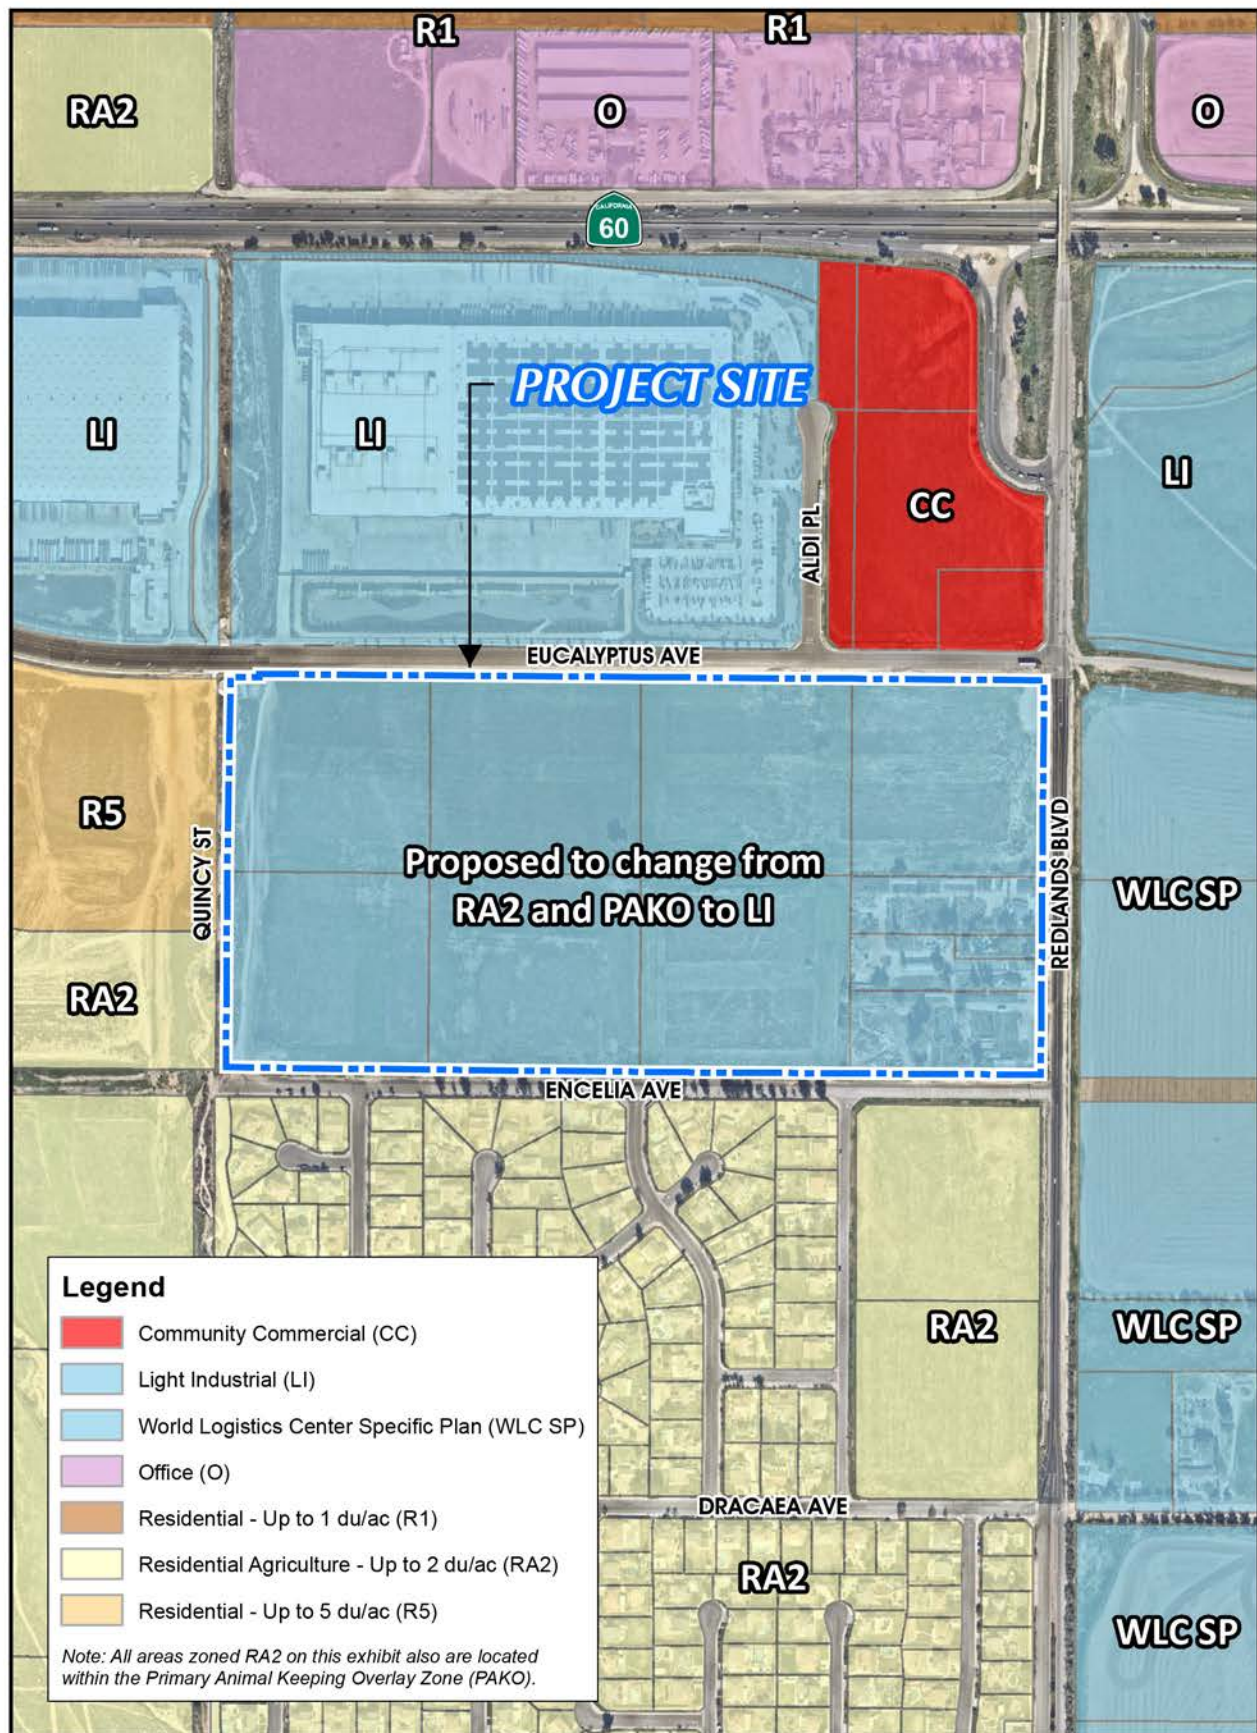 R1
R1
RA2
O
O
CALIFORNIA
60
PROJECT SITE
LI
LI
CC
LI
ALDI PL
EUCALYPTUS AVE
R5
QUINCY ST
Proposed to change from
RA2 and PAKO to LI
REDLANDS BLVD
WLC SP
RA2
ENCELIA AVE
RA2
WLC SP
DRACAEA AVE
RA2
WLC SP
Legend
Community Commercial (CC)
Light Industrial (LI)
World Logistics Center Specific Plan (WLC SP)
Office (O)
Residential - Up to 1 du/ac (R1)
Residential Agriculture - Up to 2 du/ac (RA2)
Residential - Up to 5 du/ac (R5)
Note: All areas zoned RA2 on this exhibit also are located
within the Primary Animal Keeping Overlay Zone (PAKO).